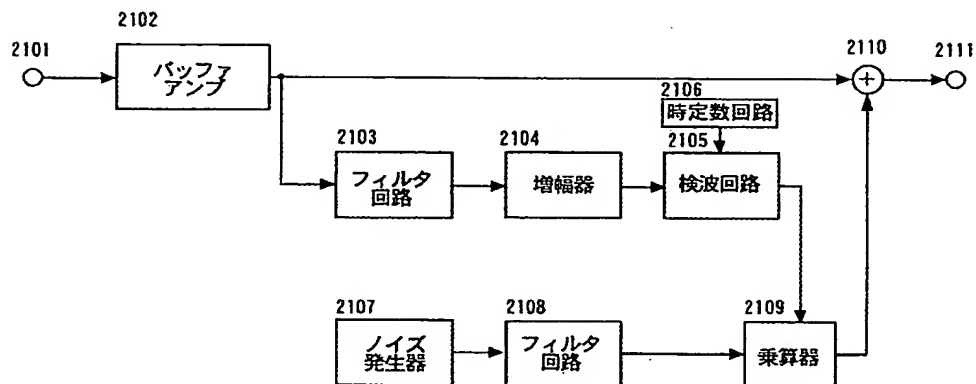 2102
2101
バッファ
アンプ
2110
2111
+
2106
時定数回路
2103
2104
2105
フィルタ
回路
増幅器
検波回路
2107
2108
2109
ノイズ
発生器
フィルタ
回路
乗算器